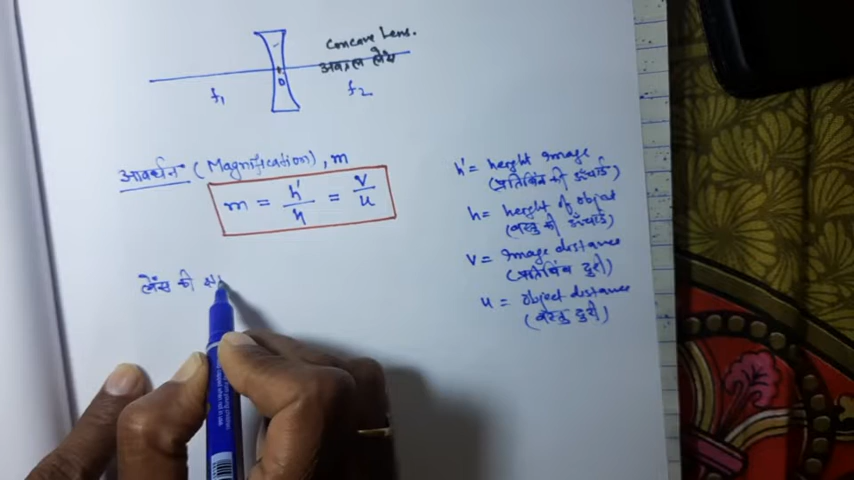 Concave Lens.
अवतल लेंस
O
f₁
f₂
आवर्धन (Magnification), m
m = h'/h = v/u
h' = height Image
(प्रतिबिंब की ऊँचाई)
h = height of object
(वस्तु की ऊँचाई)
v = Image distance
(प्रतिबिंब दुरी)
u = object distance
(वस्तु दुरी)
लेंस की